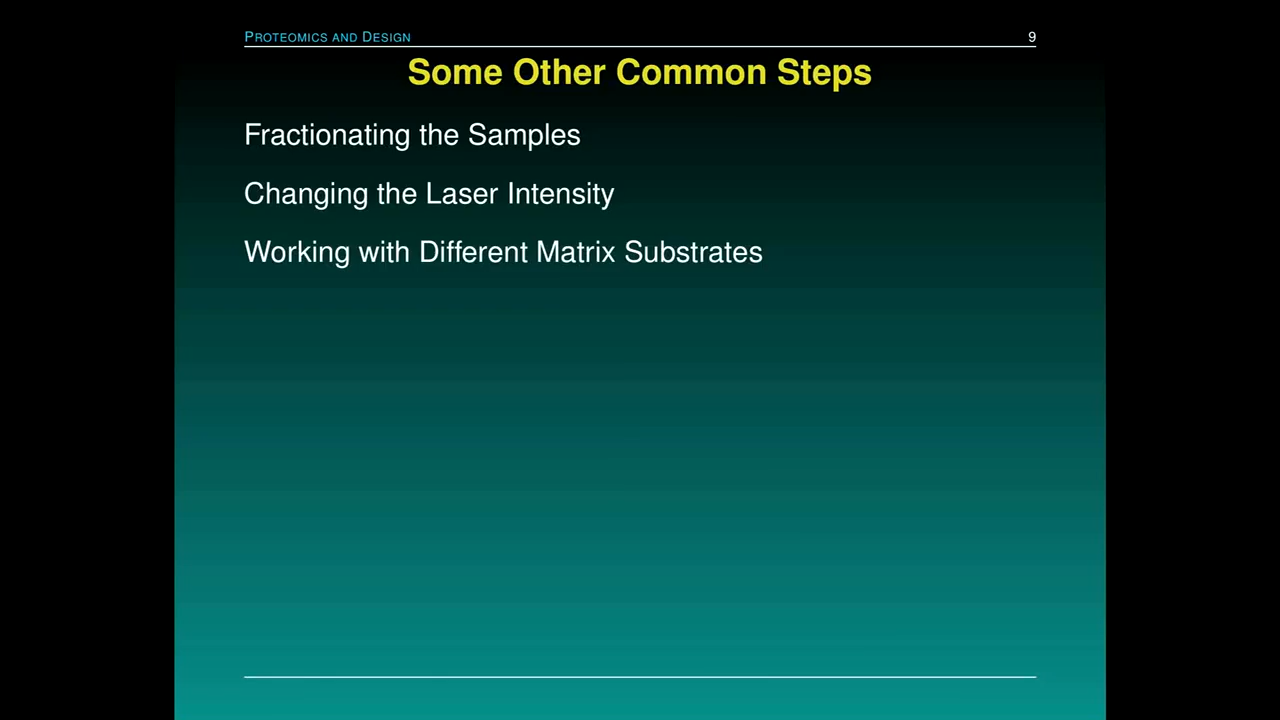 Proteomics and Design 9
Some Other Common Steps
Fractionating the Samples
Changing the Laser Intensity
Working with Different Matrix Substrates